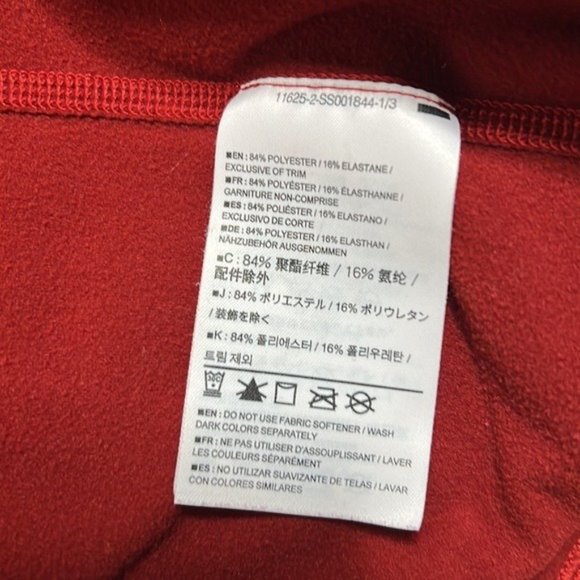 11625-2-SS001844-1/3
■EN: 84% POLYESTER / 16% ELASTANE /
EXCLUSIVE OF TRIM
■FR: 84% POLYÉSTER / 16% ÉLASTHANNE /
GARNITURE NON-COMPRISE
■ES: 84% POLIÉSTER / 16% ELASTANO /
EXCLUSIVO DE CORTE
■DE: 84% POLYESTER / 16% ELASTHAN /
NÄHZUBEHÖR AUSGENOMMEN
■C: 84% 聚酯纤维 / 16% 氨纶 /
配件除外
■J: 84% ポリエステル / 16% ポリウレタン
/ 装飾を除く
■K: 84% 폴리에스터 / 16% 폴리우레탄 /
트림 제외
■EN: DO NOT USE FABRIC SOFTENER / WASH
DARK COLORS SEPARATELY
■FR: NE PAS UTILISER D'ASSOUPLISSANT / LAVER
LES COULEURS SÉPARÉMENT
■ES: NO UTILIZAR SUAVIZANTE DE TELAS / LAVAR
CON COLORES SIMILARES